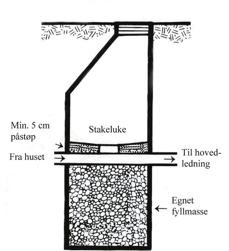 Min. 5 cm
påstøp
Stakeluke
Fra huset
Til hoved-
ledning
Egnet
fyllmasse